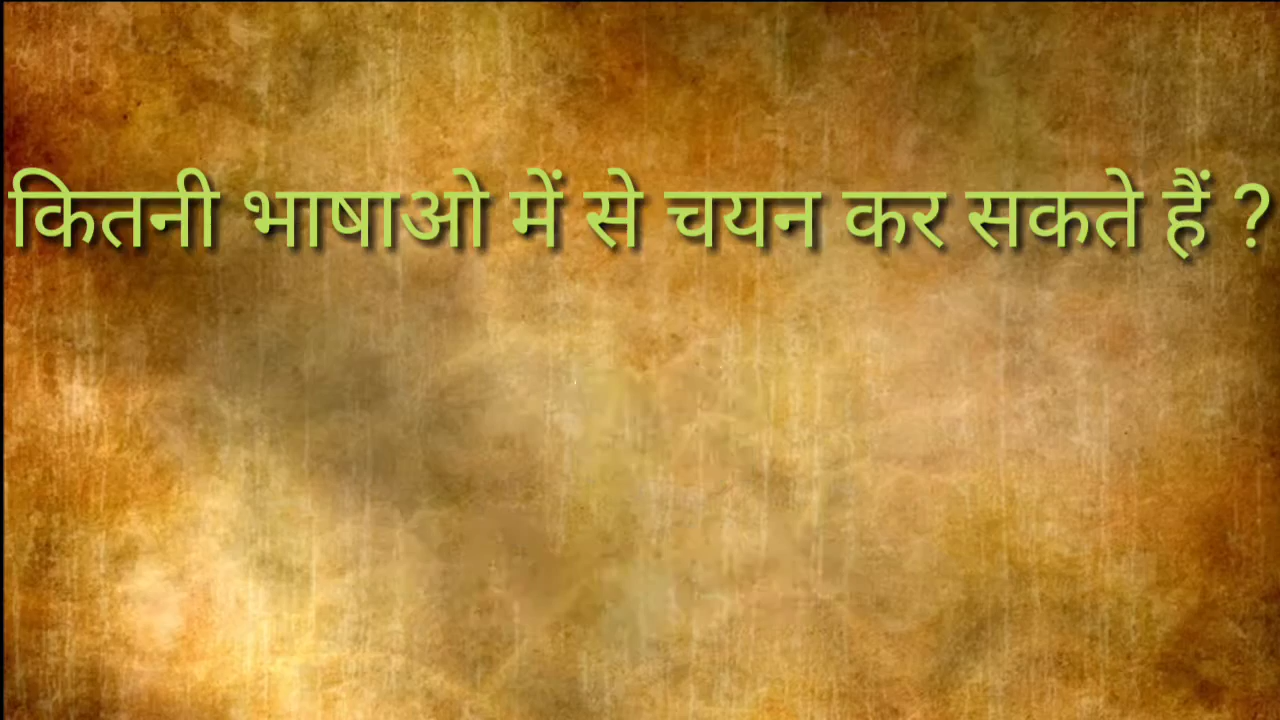 कितनी भाषाओ में से चयन कर सकते हैं ?